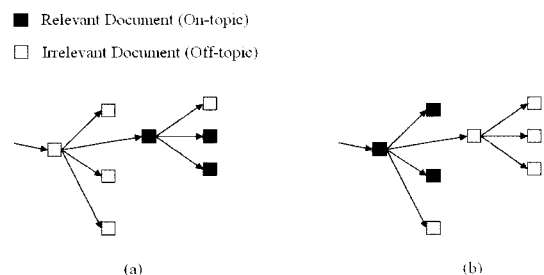 Relevant Document (On-topic)
Irrelevant Document (Off-topic)
(a)
(b)